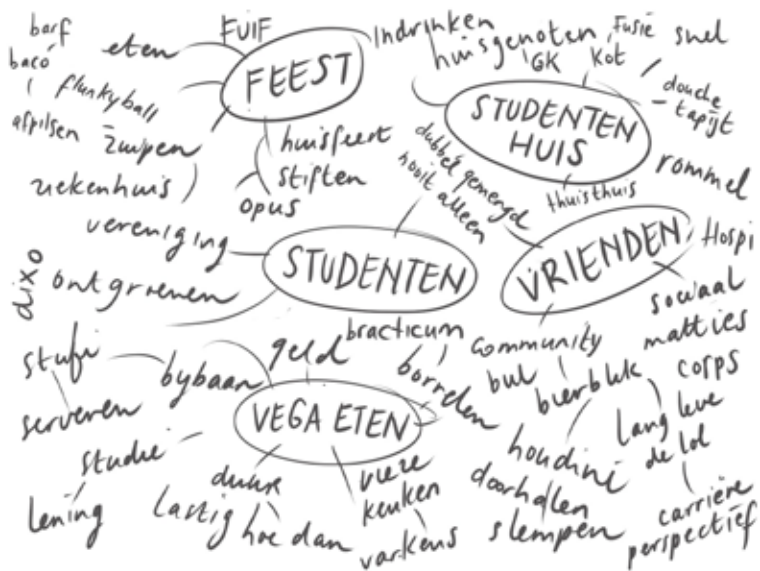 barf
eten
FUIF
Indrinken
huisgenoten
Fusie
snel
baco
flunkyball
FEEST
GK
Kot
douche
tapijt
afpilsen
zuipen
huisfeest
STUDENTEN
HUIS
rommel
stiften
dubbel gemengd
nooit alleen
thuisthuis
ziekenhuis
opus
vereniging
STUDENTEN
VRIENDEN
Hospi
dixo
ontgroenen
sociaal
matties
stufi
bybaan
geld
bracticum
borrelen
community
bul
bierbuik
corps
serveren
VEGA ETEN
lang leve
de lol
studie
houdini
lening
duur
lastig
hoe dan
vieze
keuken
varkens
doorhalen
slempen
carrière
perspectief